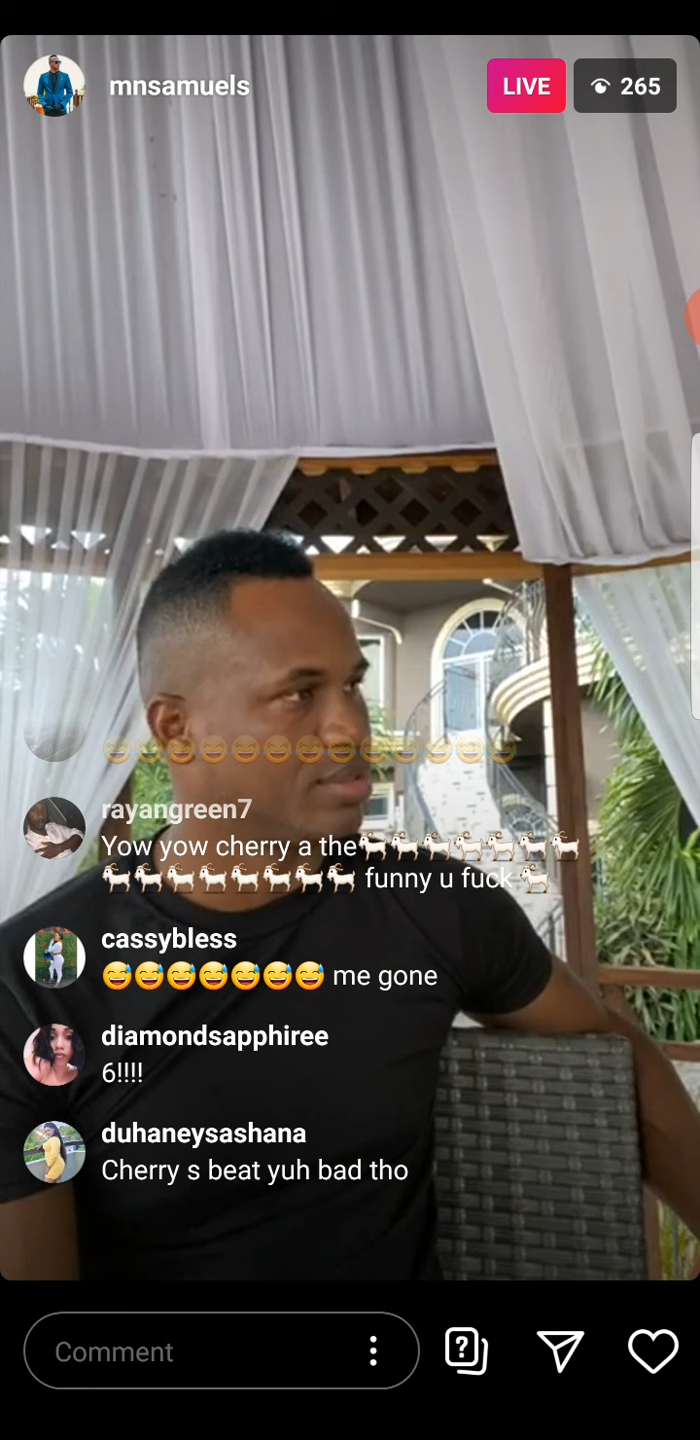 mnsamuels
LIVE
265
😅😅😅😅😅😅😅😅😅😅😅😅😅
rayangreen7
Yow yow cherry a the🐐🐐🐐🐐🐐🐐🐐
🐐🐐🐐🐐🐐🐐🐐🐐 funny u fuck🐐
cassybless
😅😅😅😅😅😅😅 me gone
diamondsapphiree
6!!!!
duhaneysashana
Cherry s beat yuh bad tho
Comment